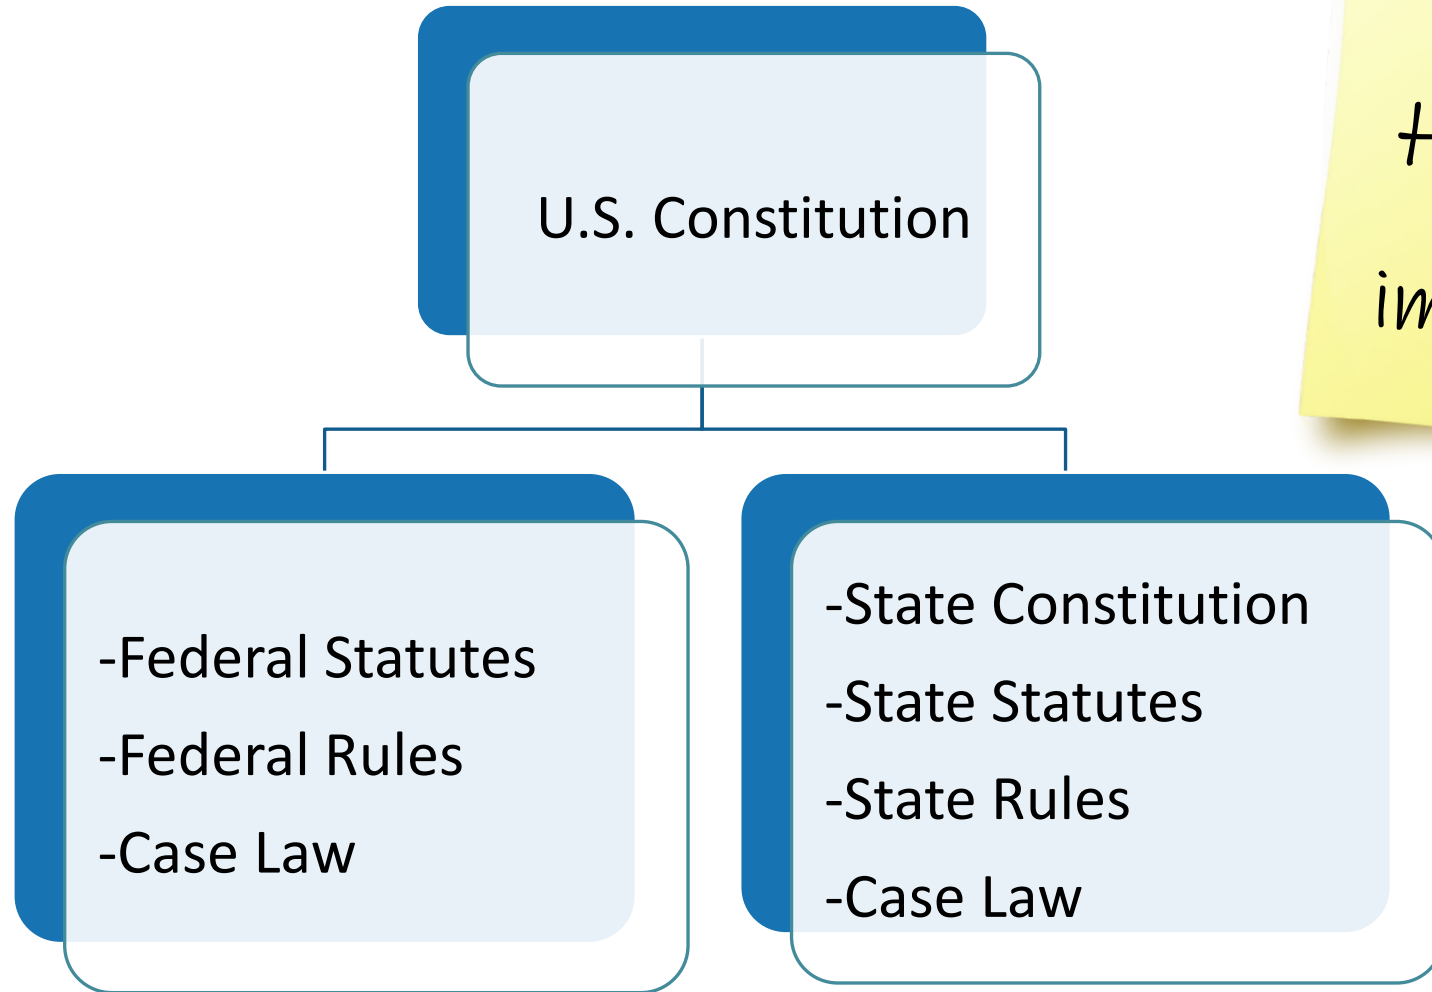 U.S. Constitution
-Federal Statutes
-Federal Rules
-Case Law
-State Constitution
-State Statutes
-State Rules
-Case Law